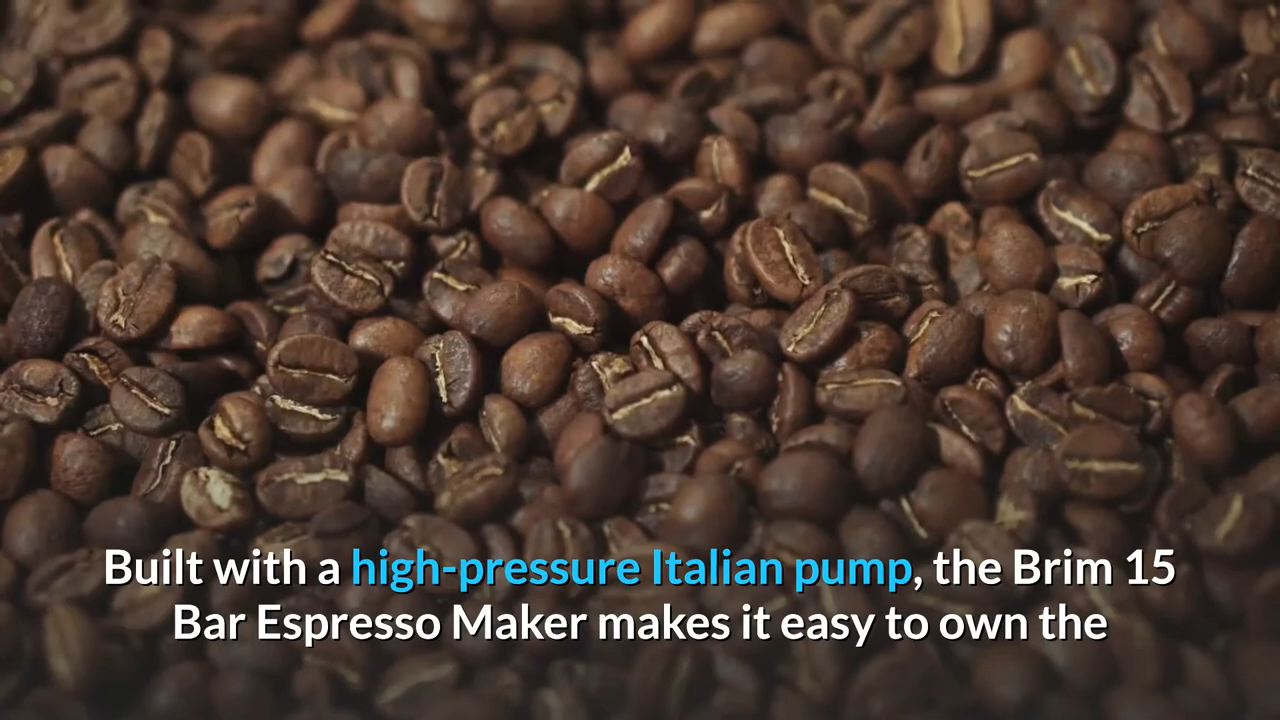 Built with a high-pressure Italian pump, the Brim 15
Bar Espresso Maker makes it easy to own the